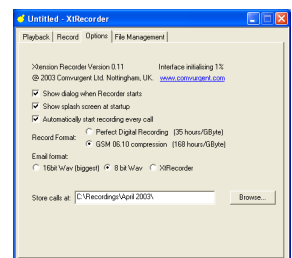 Untitled - XtRecorder
Playback Record Options File Management
Xtension Recorder Version 0.11 Interface initialising 1%
@ 2003 Comvurgent Ltd. Nottingham, UK. www.comvurgent.com
Show dialog when Recorder starts
Show splash screen at startup
Automatically start recording every call
Record Format: Perfect Digital Recording (35 hours/GByte)
GSM 06.10 compression (168 hours/GByte)
Email format:
16bit Wav (biggest) 8 bit Wav XtRecorder
Store calls at: C:\Recordings\April 2003\ Browse...